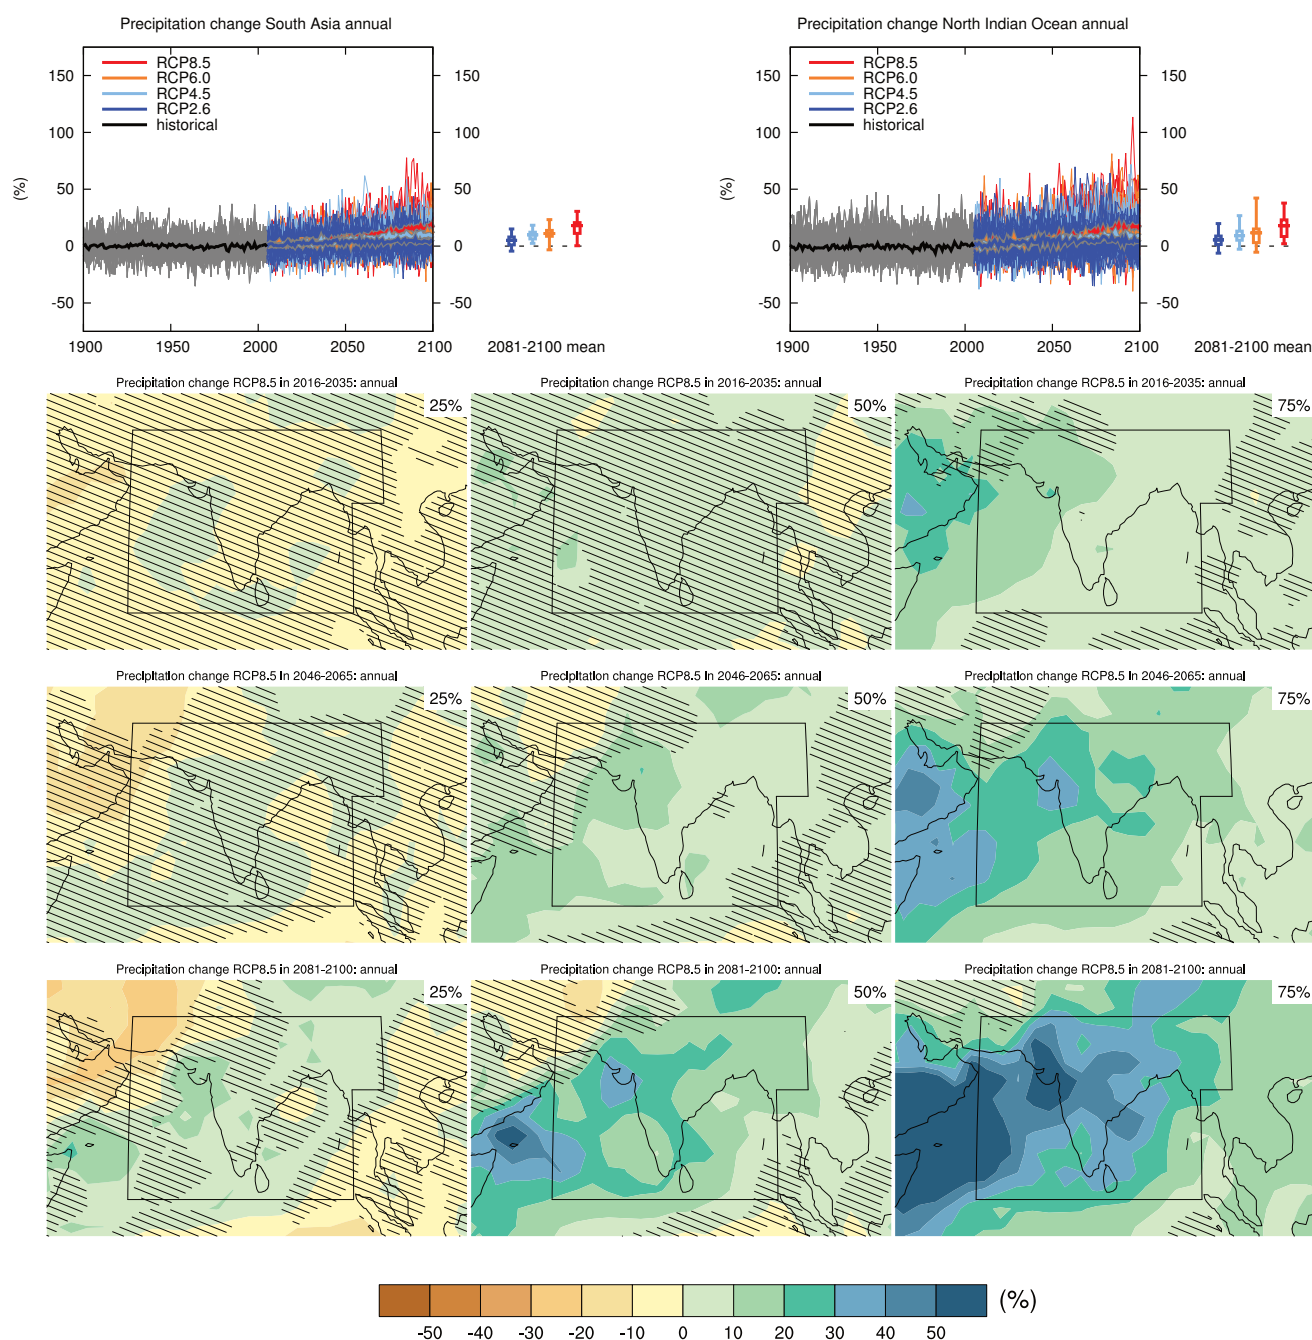 Precipitation change South Asia annual
Precipitation change North Indian Ocean annual
(%)
150
100
50
0
-50
RCP8.5
RCP6.0
RCP4.5
RCP2.6
historical
150
100
50
0
-50
1900 1950 2000 2050 2100
2081-2100 mean
(%)
150
100
50
0
-50
RCP8.5
RCP6.0
RCP4.5
RCP2.6
historical
150
100
50
0
-50
1900 1950 2000 2050 2100
2081-2100 mean
Precipitation change RCP8.5 in 2016-2035: annual
25%
Precipitation change RCP8.5 in 2016-2035: annual
50%
Precipitation change RCP8.5 in 2016-2035: annual
75%
Precipitation change RCP8.5 in 2046-2065: annual
25%
Precipitation change RCP8.5 in 2046-2065: annual
50%
Precipitation change RCP8.5 in 2046-2065: annual
75%
Precipitation change RCP8.5 in 2081-2100: annual
25%
Precipitation change RCP8.5 in 2081-2100: annual
50%
Precipitation change RCP8.5 in 2081-2100: annual
75%
(%)
-50 -40 -30 -20 -10 0 10 20 30 40 50